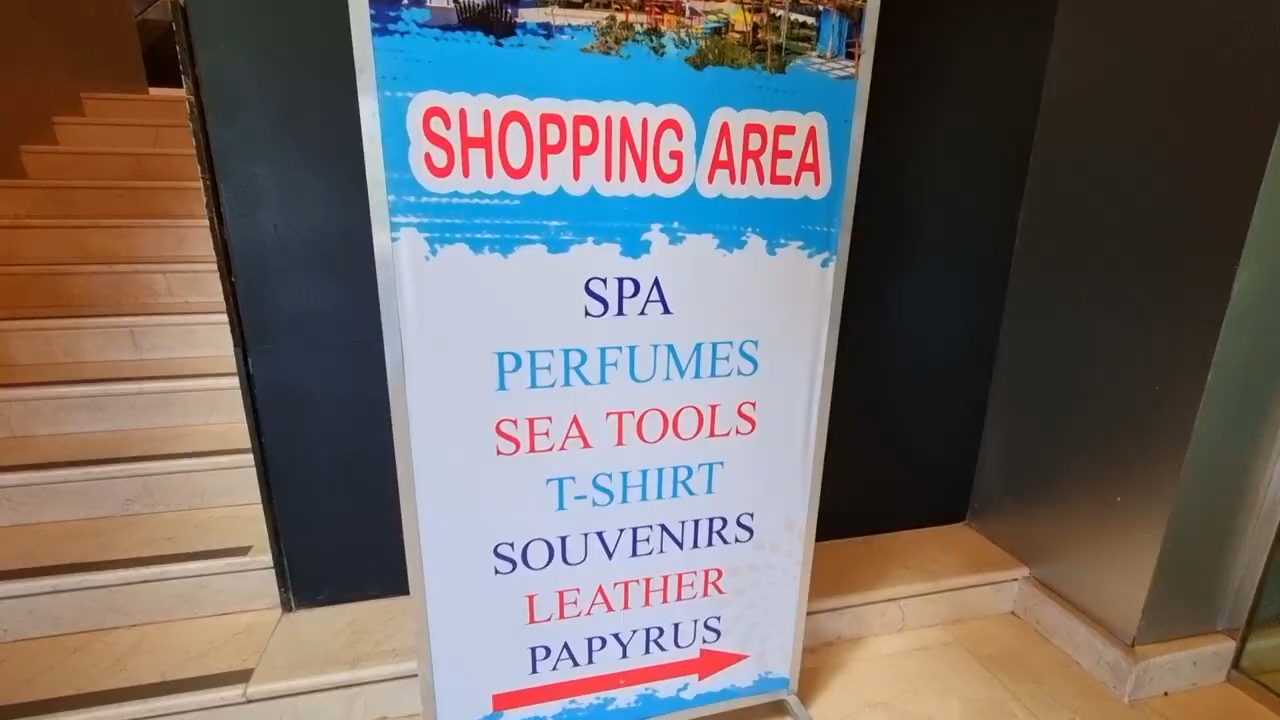 SHOPPING AREA
SPA
PERFUMES
SEA TOOLS
T-SHIRT
SOUVENIRS
LEATHER
PAPYRUS